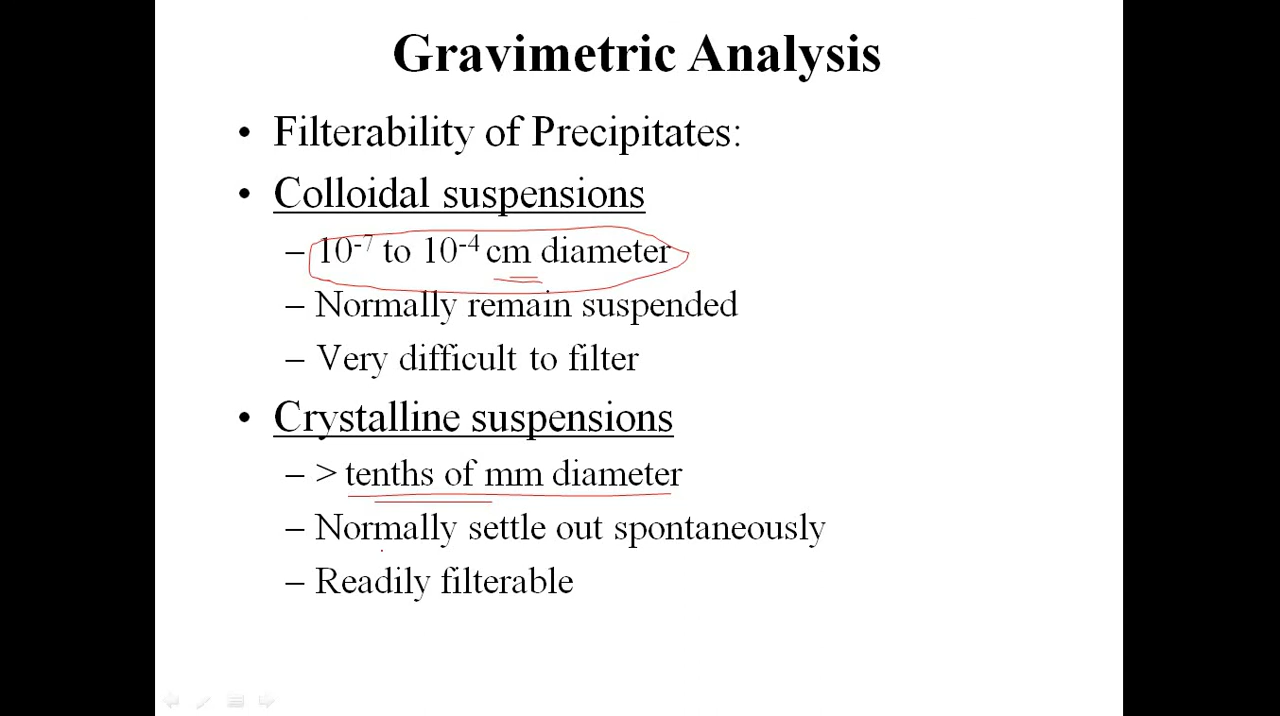 Gravimetric Analysis
• Filterability of Precipitates:
• Colloidal suspensions
– 10⁻⁷ to 10⁻⁴ cm diameter
– Normally remain suspended
– Very difficult to filter
• Crystalline suspensions
– > tenths of mm diameter
– Normally settle out spontaneously
– Readily filterable